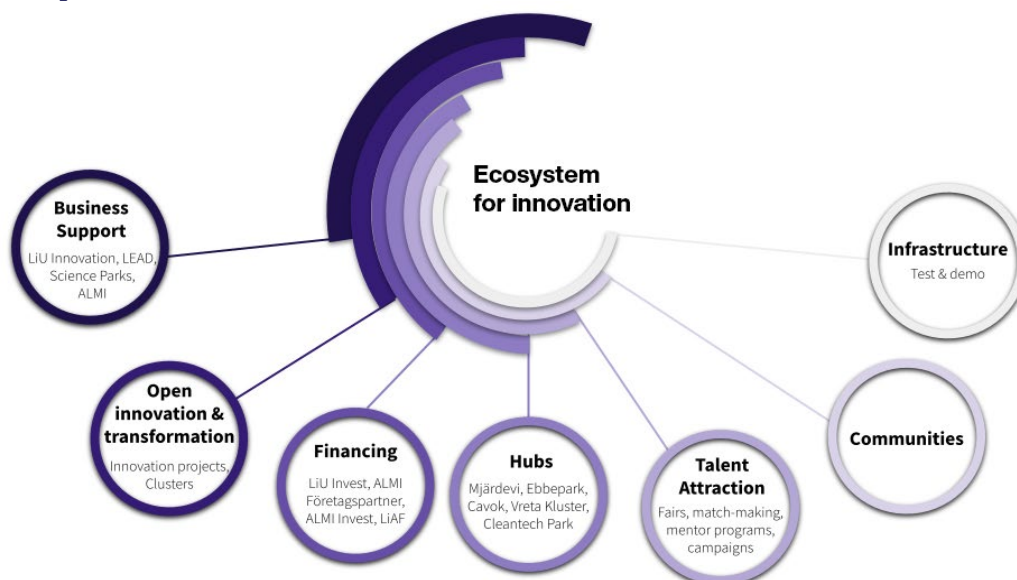 Ecosystem
for innovation
Business
Support
LiU Innovation, LEAD,
Science Parks,
ALMI
Open
innovation &
transformation
Innovation projects,
Clusters
Financing
LiU Invest, ALMI
Företagspartner,
ALMI Invest, LiAF
Hubs
Mjärdevi, Ebbepark,
Cavok, Vreta Kluster,
Cleantech Park
Talent
Attraction
Fairs, match-making,
mentor programs,
campaigns
Communities
Infrastructure
Test & demo